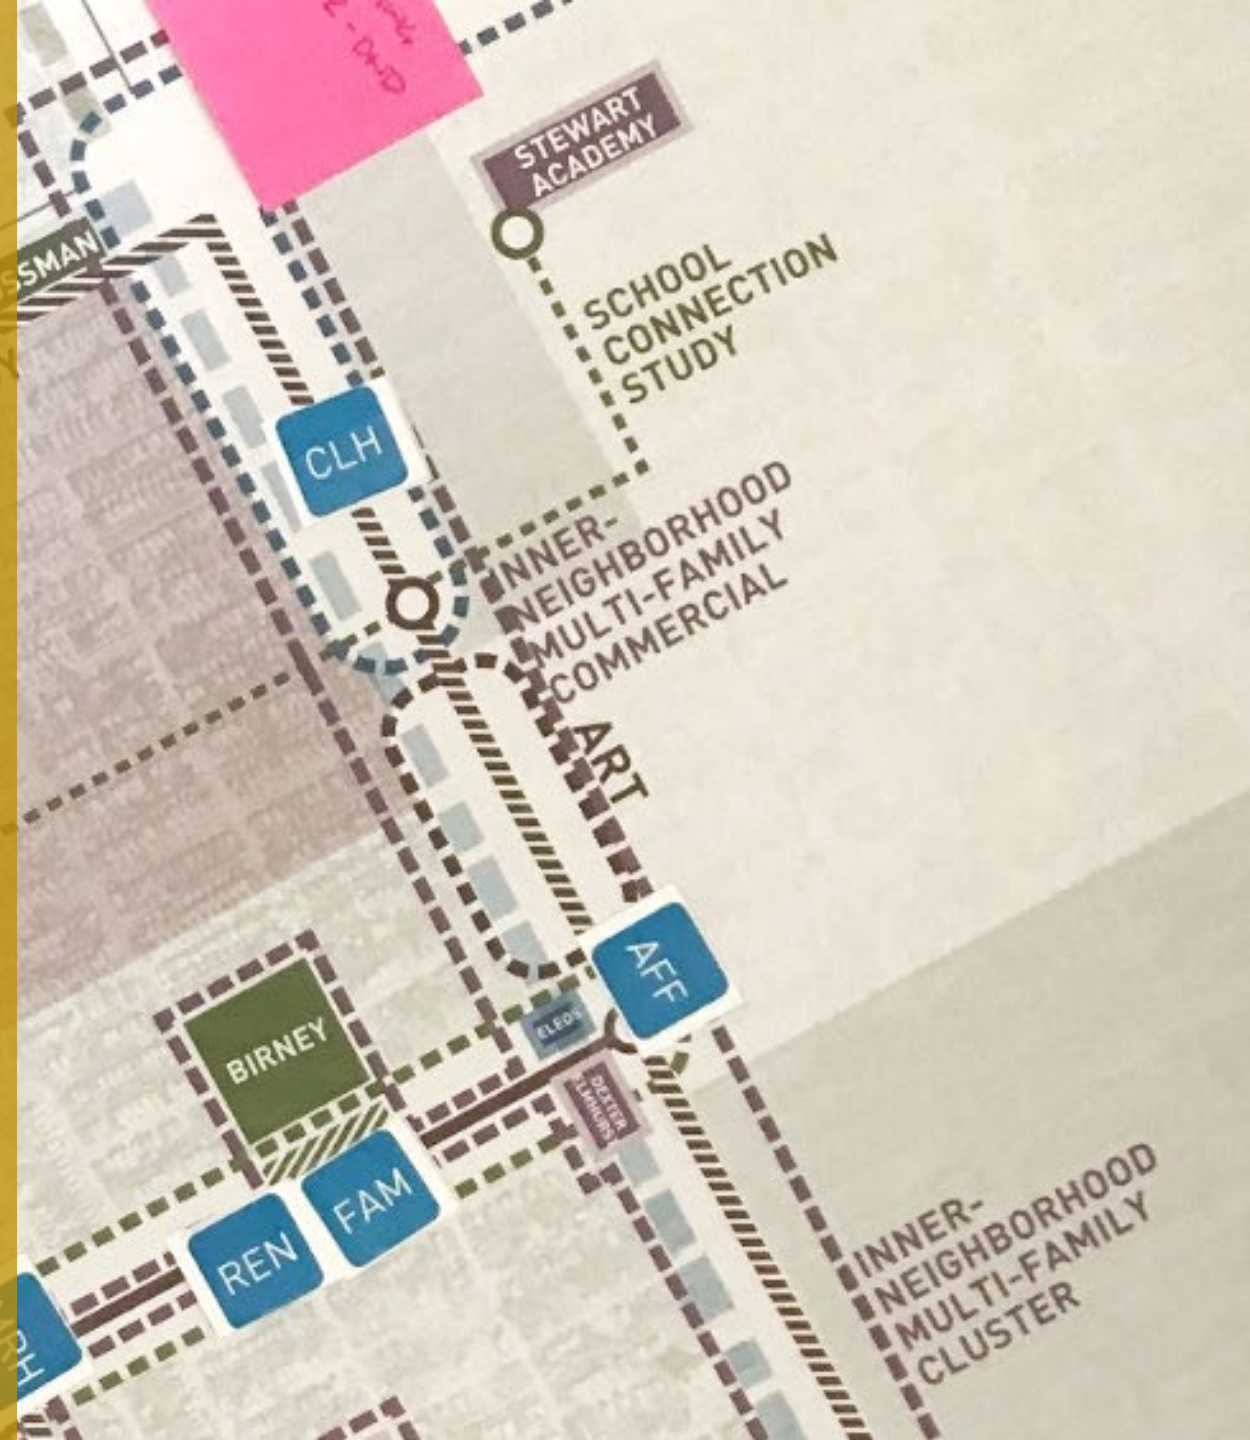 STEWART
ACADEMY
SSMAN
SCHOOL
CONNECTION
STUDY
CLH
INNER-
NEIGHBORHOOD
MULTI-FAMILY
COMMERCIAL
ART
AFF
BIRNEY
DEXTER
FAM
REN
INNER-
NEIGHBORHOOD
MULTI-FAMILY
CLUSTER